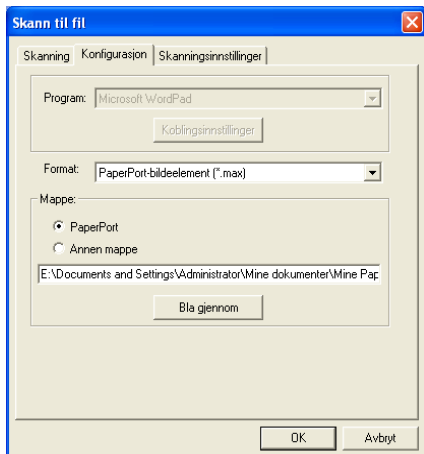 Skann til fil
Skanning Konfigurasjon Skanningsinnstillinger
Program: Microsoft WordPad
Koblingsinnstillinger
Format: PaperPort-bildeelement (*.max)
Mappe:
PaperPort
Annen mappe
E:\Documents and Settings\Administrator\Mine dokumenter\Mine Pap
Bla gjennom
OK Avbryt